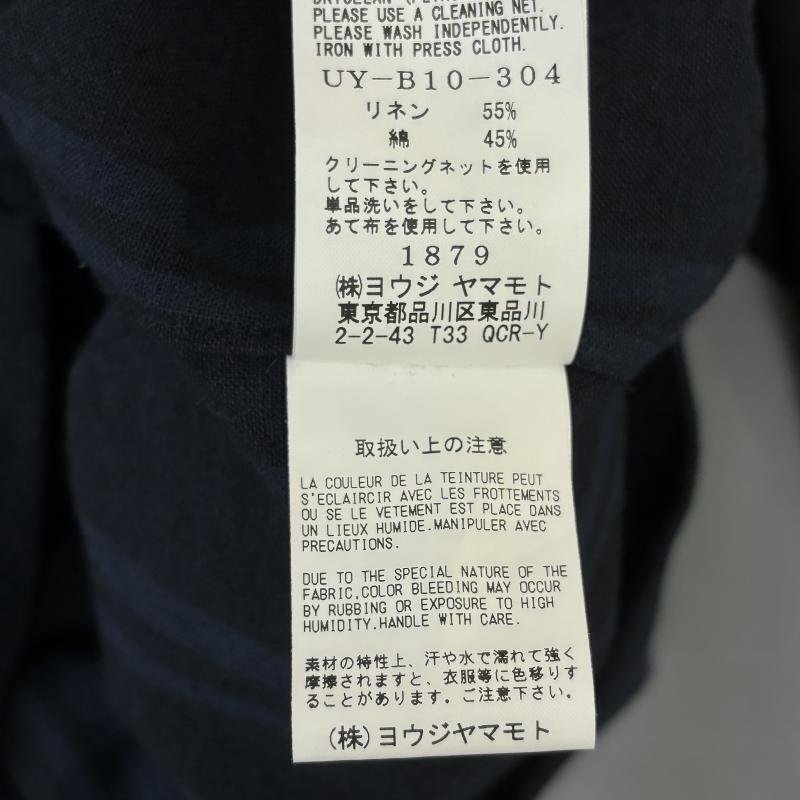 PLEASE USE A CLEANING NET.
PLEASE WASH INDEPENDENTLY.
IRON WITH PRESS CLOTH.
UY-B10-304
リネン 55%
綿 45%
クリーニングネットを使用
して下さい。
単品洗いをして下さい。
あて布を使用して下さい。
1879
㈱ヨウジ ヤマモト
東京都品川区東品川
2-2-43 T33 QCR-Y
取扱い上の注意
LA COULEUR DE LA TEINTURE PEUT
S'ECLAIRCIR AVEC LES FROTTEMENTS
OU SE LE VETEMENT EST PLACE DANS
UN LIEUX HUMIDE.MANIPULER AVEC
PRECAUTIONS.
DUE TO THE SPECIAL NATURE OF THE
FABRIC,COLOR BLEEDING MAY OCCUR
BY RUBBING OR EXPOSURE TO HIGH
HUMIDITY.HANDLE WITH CARE.
素材の特性上、汗や水で濡れて強く
摩擦されますと、衣服等に色移りす
ることがあります。ご注意下さい。
(株)ヨウジヤマモト